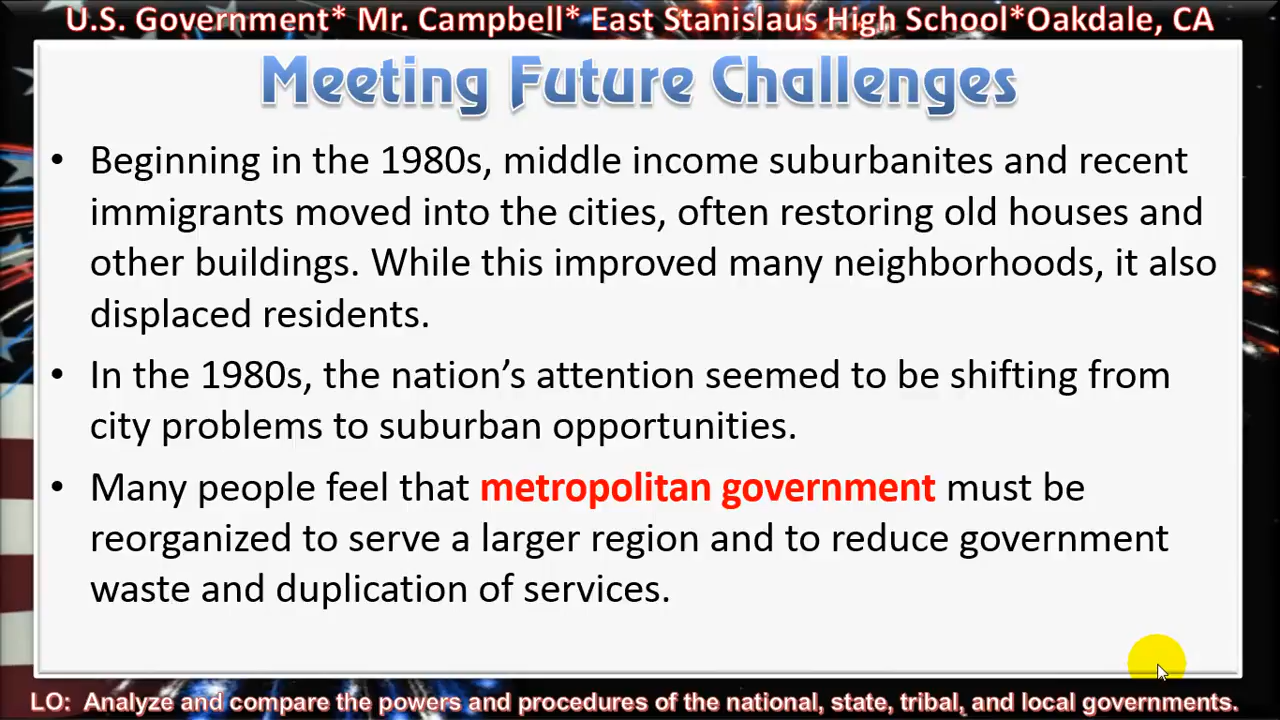 U.S. Government* Mr. Campbell* East Stanislaus High School*Oakdale, CA
Meeting Future Challenges
• Beginning in the 1980s, middle income suburbanites and recent
immigrants moved into the cities, often restoring old houses and
other buildings. While this improved many neighborhoods, it also
displaced residents.
• In the 1980s, the nation’s attention seemed to be shifting from
city problems to suburban opportunities.
• Many people feel that metropolitan government must be
reorganized to serve a larger region and to reduce government
waste and duplication of services.
LO: Analyze and compare the powers and procedures of the national, state, tribal, and local governments.